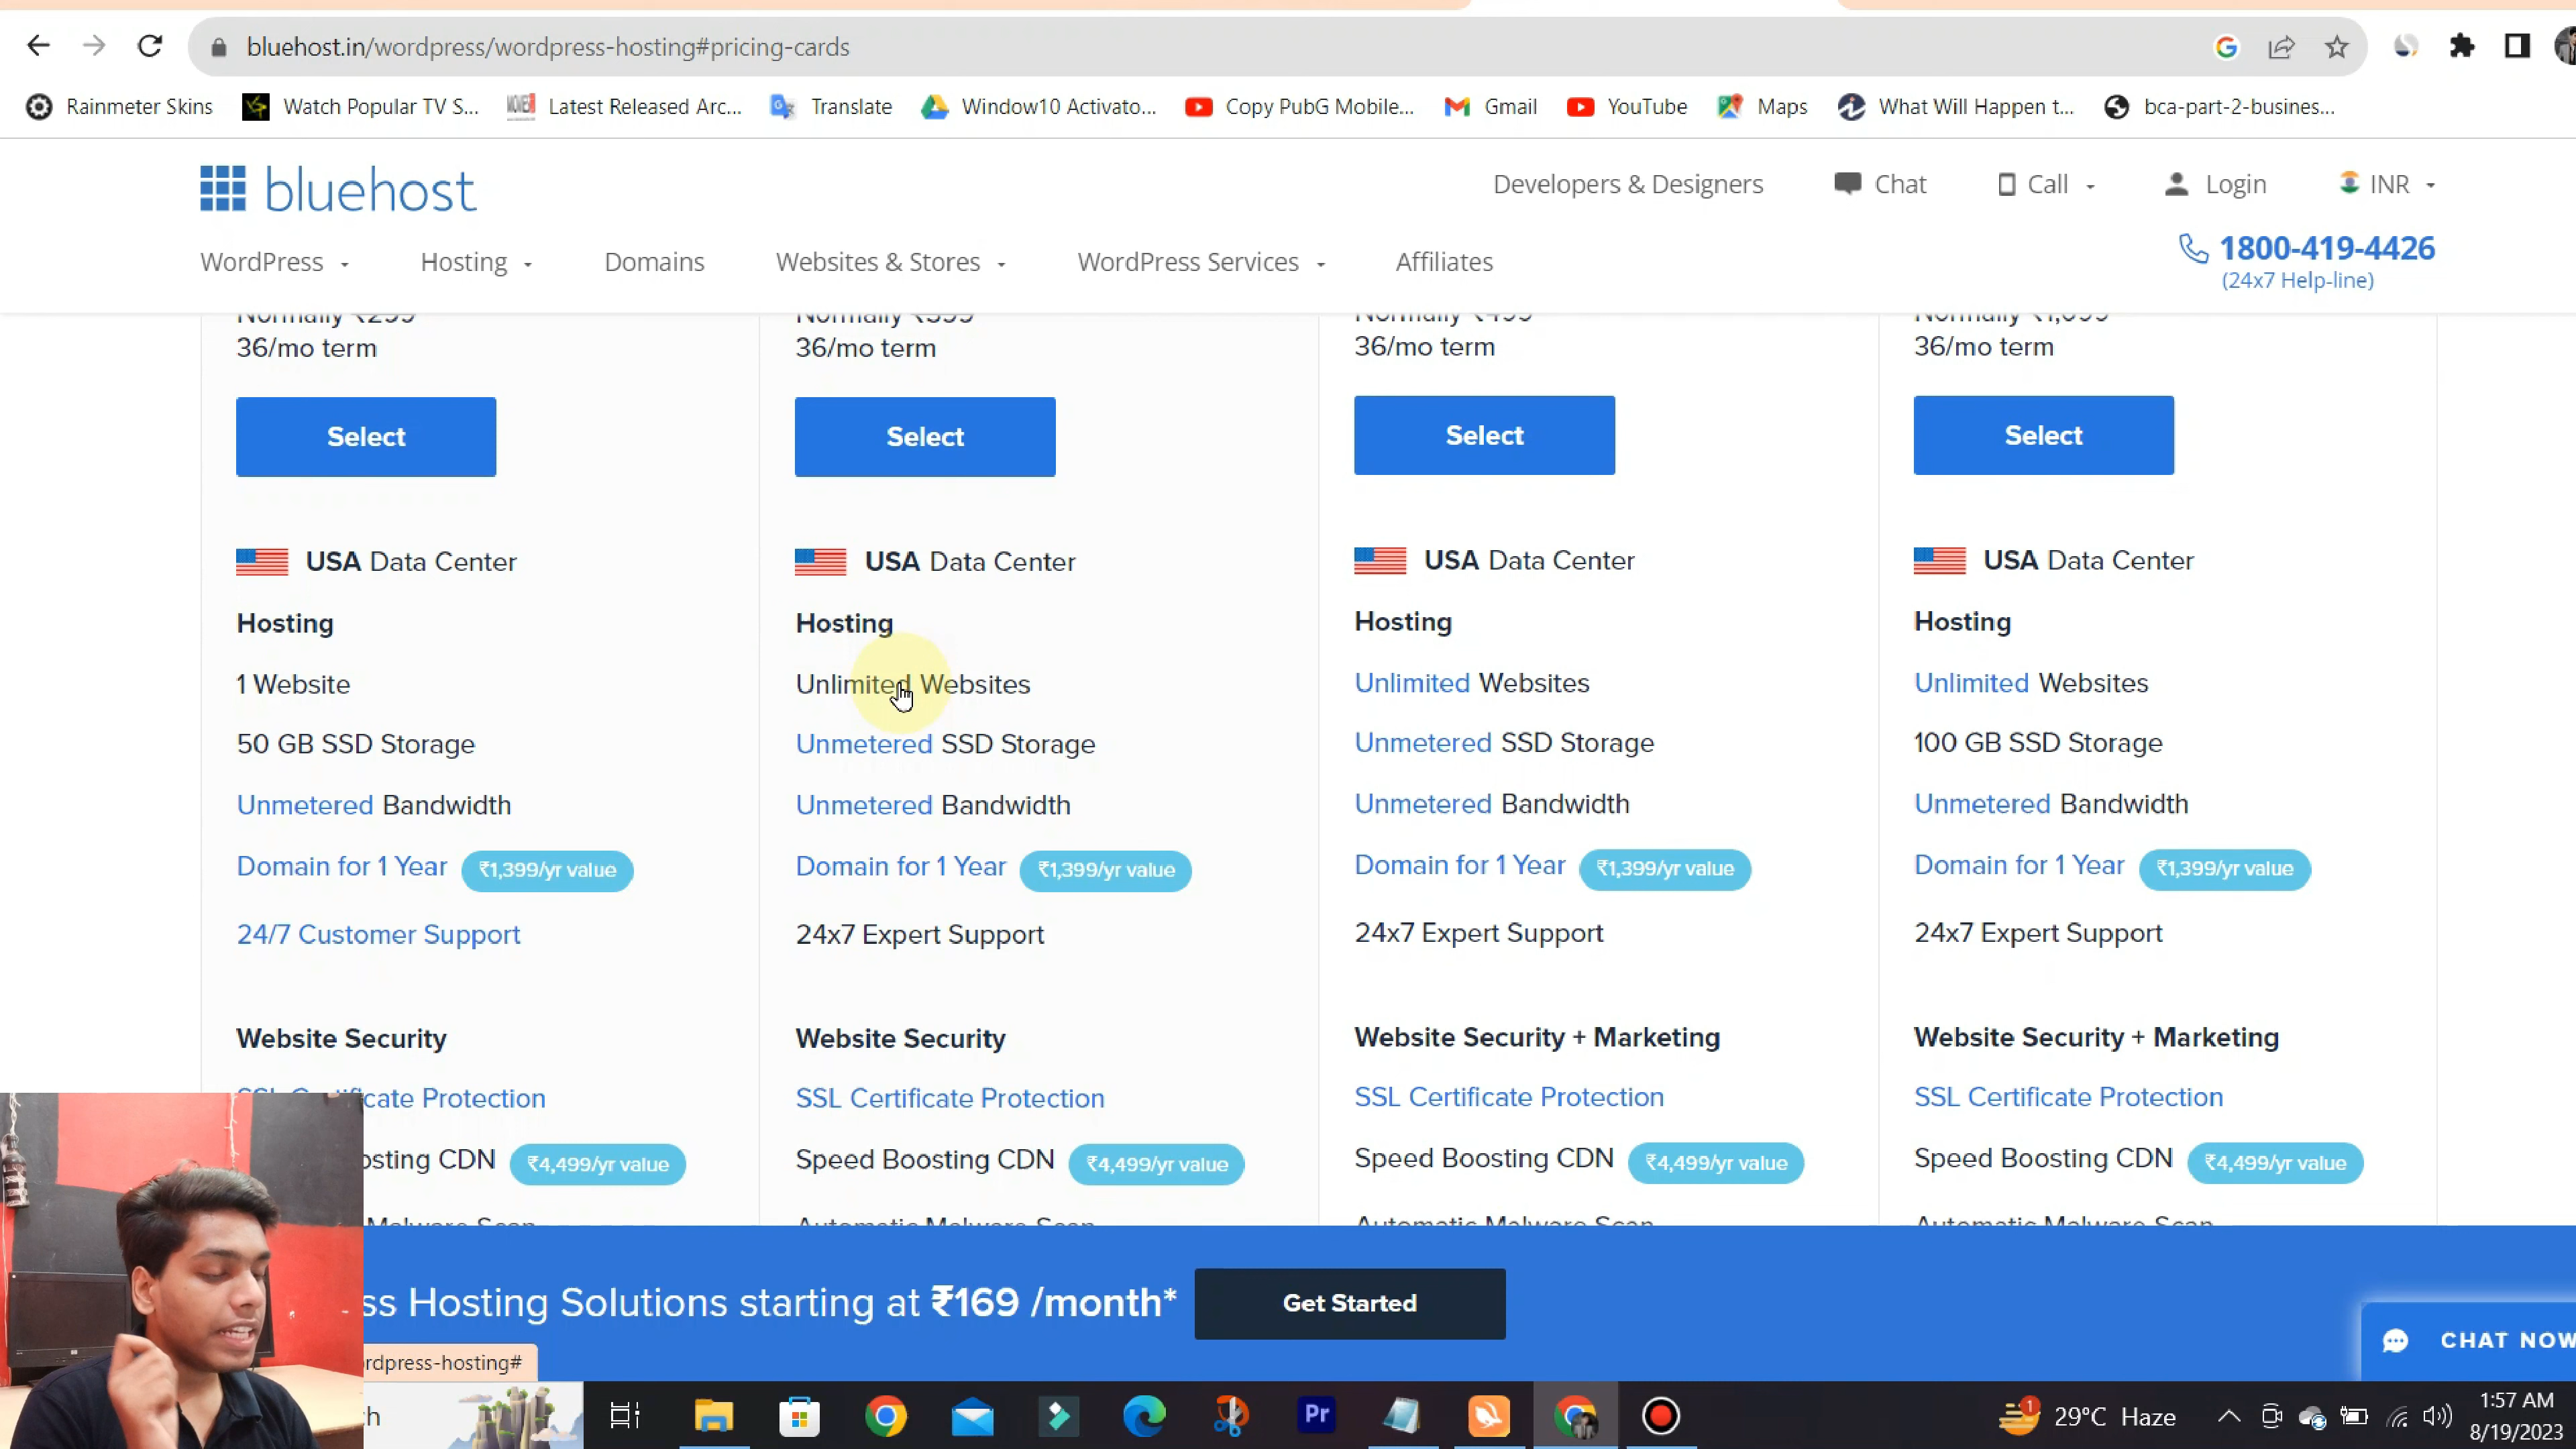 bluehost.in/wordpress/wordpress-hosting#pricing-cards
Rainmeter Skins
Watch Popular TV S...
Latest Released Arc...
Translate
Window10 Activato...
Copy PubG Mobile...
Gmail
YouTube
Maps
What Will Happen t...
bca-part-2-busines...
bluehost
Developers & Designers
Chat
Call
Login
INR
WordPress
Hosting
Domains
Websites & Stores
WordPress Services
Affiliates
1800-419-4426
(24x7 Help-line)
Normally ₹299
36/mo term
Select
USA Data Center
Hosting
1 Website
50 GB SSD Storage
Unmetered Bandwidth
Domain for 1 Year ₹1,399/yr value
24/7 Customer Support
Website Security
SSL Certificate Protection
osting CDN ₹4,499/yr value
Malware Scan
Normally ₹399
36/mo term
Select
USA Data Center
Hosting
Unlimited Websites
Unmetered SSD Storage
Unmetered Bandwidth
Domain for 1 Year ₹1,399/yr value
24x7 Expert Support
Website Security
SSL Certificate Protection
Speed Boosting CDN ₹4,499/yr value
Automatic Malware Scan
Normally ₹499
36/mo term
Select
USA Data Center
Hosting
Unlimited Websites
Unmetered SSD Storage
Unmetered Bandwidth
Domain for 1 Year ₹1,399/yr value
24x7 Expert Support
Website Security + Marketing
SSL Certificate Protection
Speed Boosting CDN ₹4,499/yr value
Automatic Malware Scan
Normally ₹1,099
36/mo term
Select
USA Data Center
Hosting
Unlimited Websites
100 GB SSD Storage
Unmetered Bandwidth
Domain for 1 Year ₹1,399/yr value
24x7 Expert Support
Website Security + Marketing
SSL Certificate Protection
Speed Boosting CDN ₹4,499/yr value
Automatic Malware Scan
ss Hosting Solutions starting at ₹169 /month*
Get Started
CHAT NOW
rdpress-hosting#
h
Pr
1
29°C Haze
1:57 AM
8/19/2023